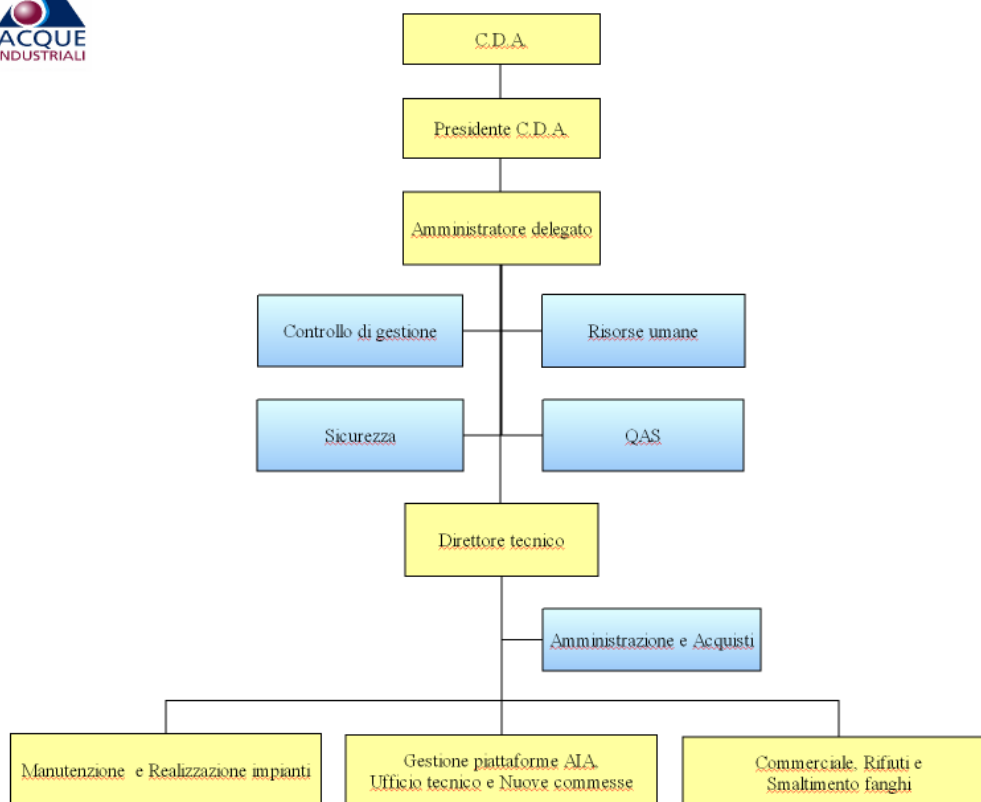 ACQUE
INDUSTRIALI
C.D.A.
Presidente C.D.A.
Amministratore delegato
Controllo di gestione
Risorse umane
Sicurezza
QAS
Direttore tecnico
Amministrazione e Acquisti
Manutenzione e Realizzazione impianti
Gestione piattaforme AIA,
Ufficio tecnico e Nuove commesse
Commerciale, Rifiuti e
Smaltimento fanghi